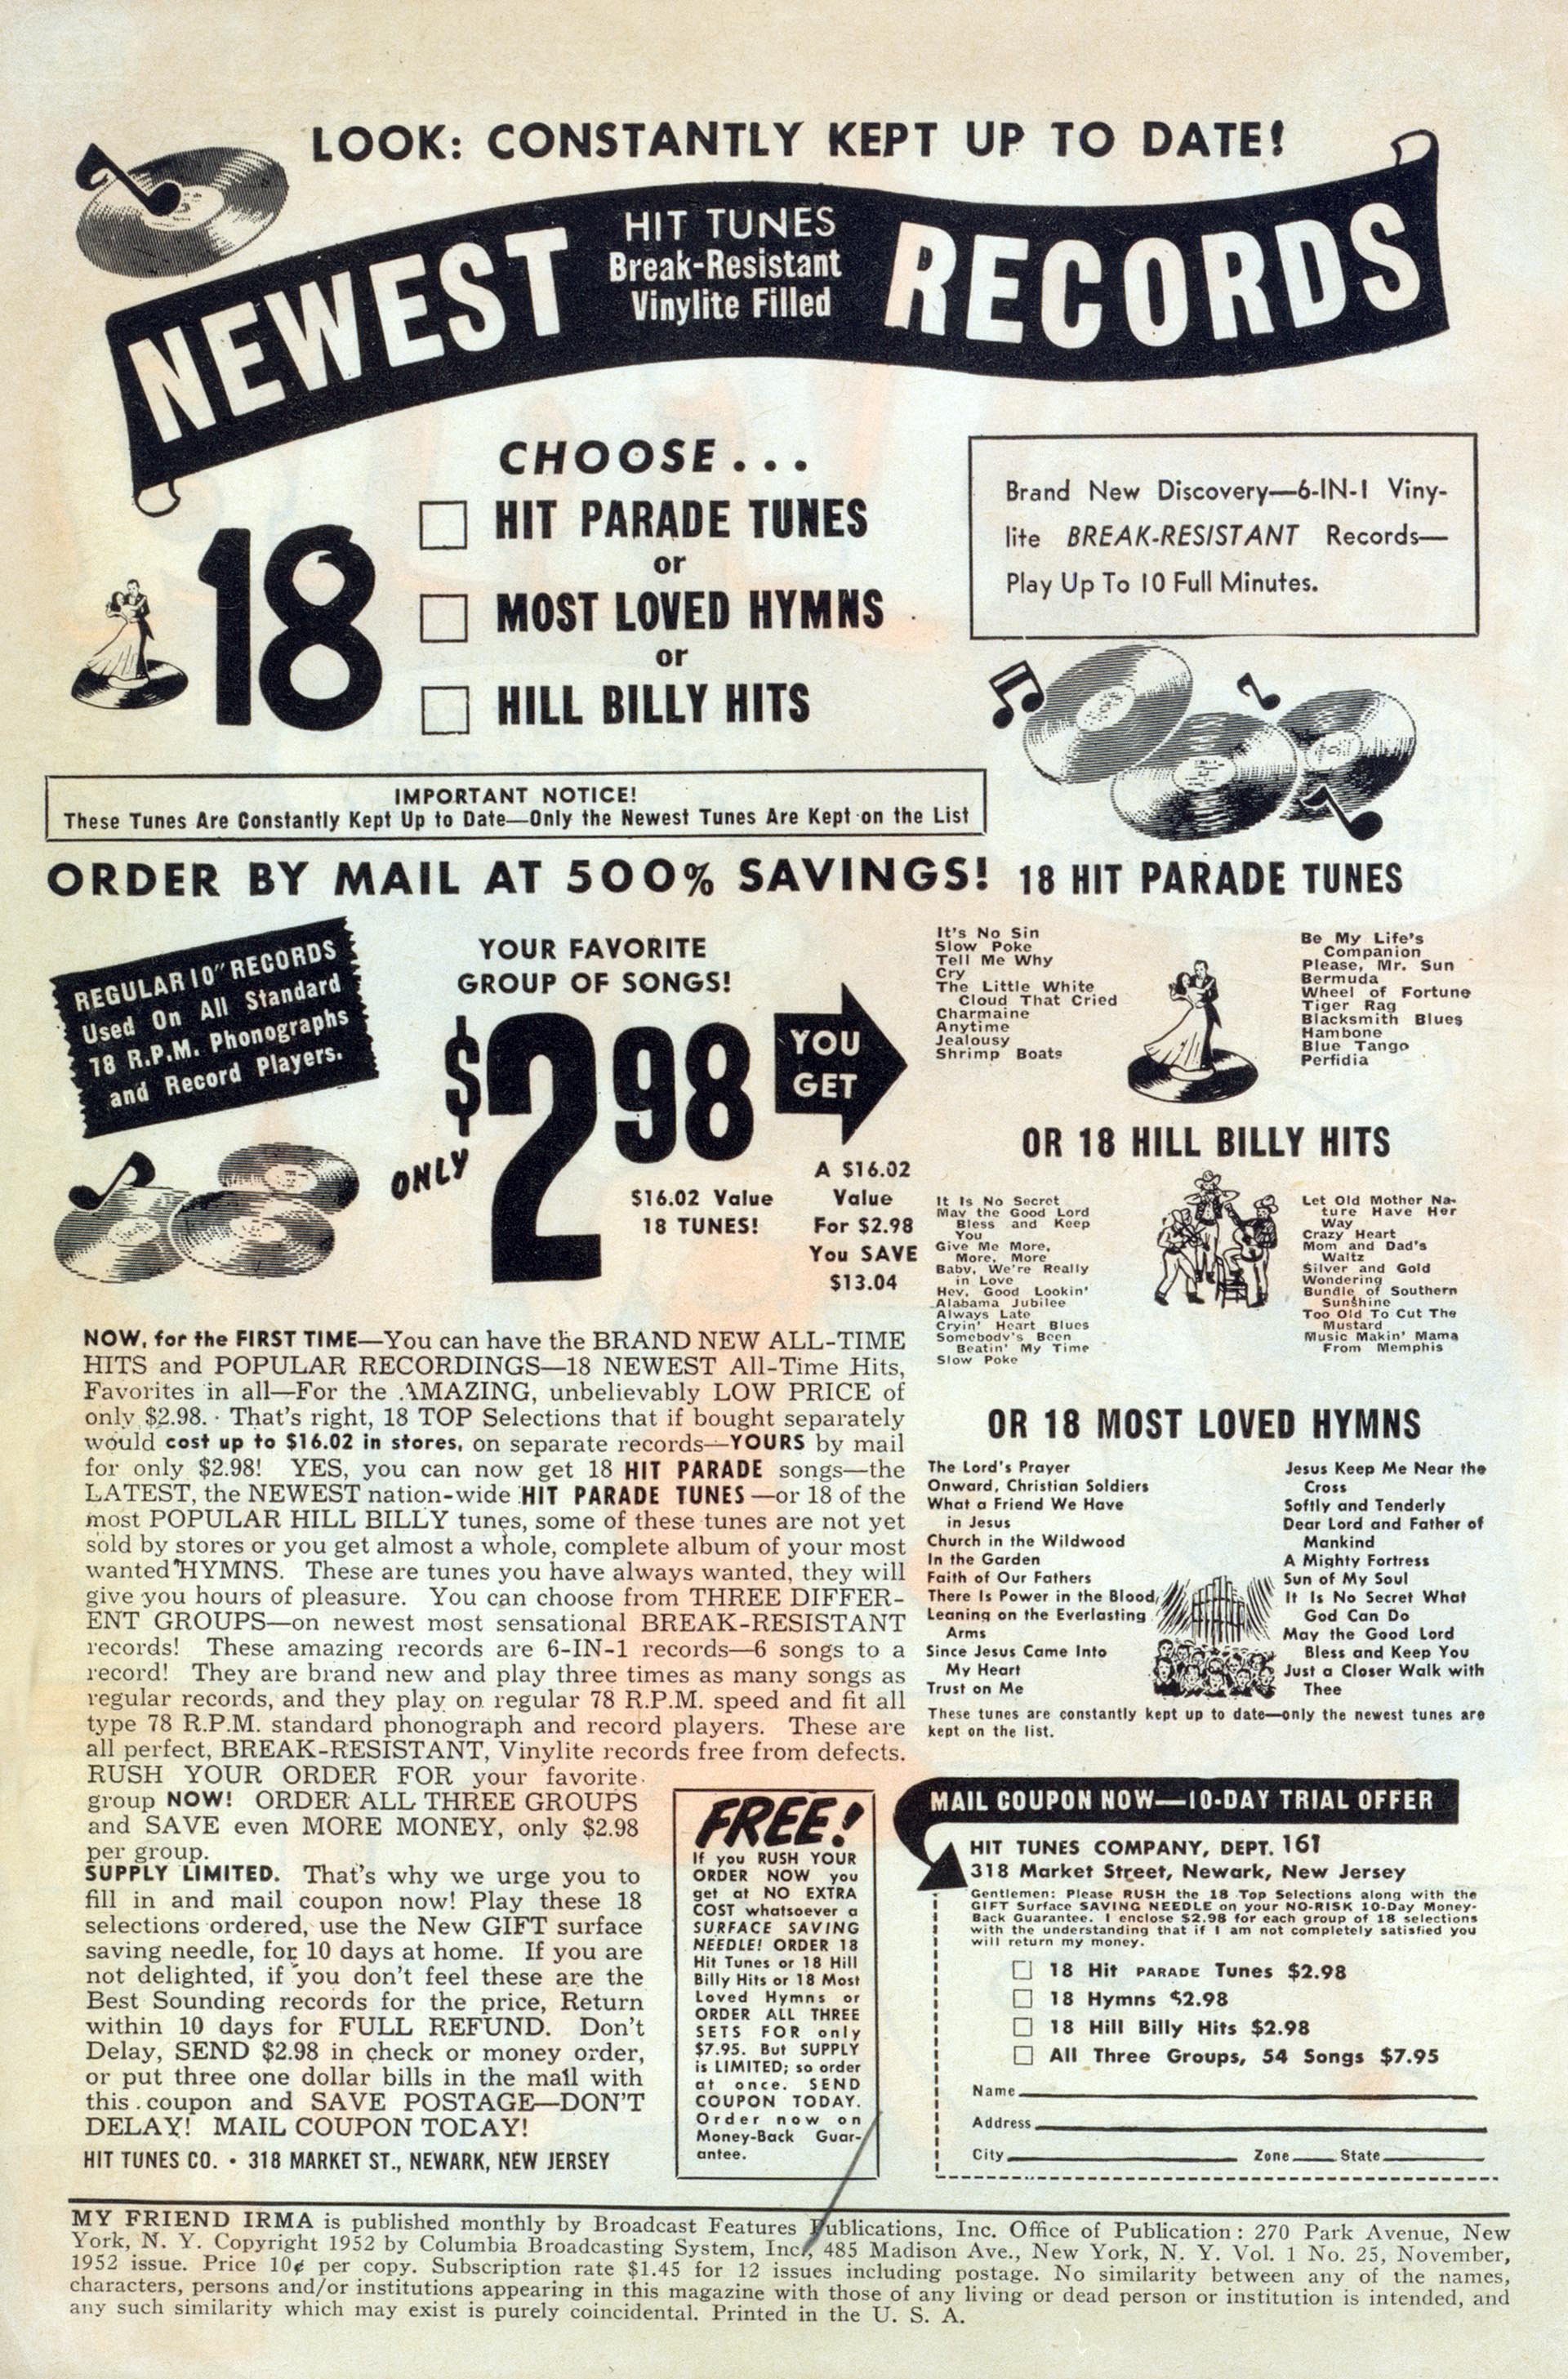 LOOK: CONSTANTLY KEPT UP TO DATE!
NEWEST
HIT TUNES
Break-Resistant
Vinylite Filled
RECORDS
CHOOSE...
18
HIT PARADE TUNES
or
MOST LOVED HYMNS
or
HILL BILLY HITS
Brand New Discovery—6-IN-1 Viny-
lite BREAK-RESISTANT Records—
Play Up To 10 Full Minutes.
IMPORTANT NOTICE!
These Tunes Are Constantly Kept Up to Date—Only the Newest Tunes Are Kept on the List
ORDER BY MAIL AT 500% SAVINGS!
REGULAR 10" RECORDS
Used On All Standard
78 R.P.M. Phonographs
and Record Players.
YOUR FAVORITE
GROUP OF SONGS!
ONLY
$2.98
$16.02 Value
18 TUNES!
YOU
GET
A $16.02
Value
For $2.98
You SAVE
$13.04
18 HIT PARADE TUNES
It's No Sin
Slow Poke
Tell Me Why
Cry
The Little White
Cloud That Cried
Charmaine
Anytime
Jealousy
Shrimp Boats
Be My Life's
Companion
Please, Mr. Sun
Bermuda
Wheel of Fortune
Tiger Rag
Blacksmith Blues
Hambone
Blue Tango
Perfidia
OR 18 HILL BILLY HITS
It Is No Secret
May the Good Lord
Bless and Keep
You
Give Me More,
More, More
Baby, We're Really
in Love
Hey, Good Lookin'
Alabama Jubilee
Always Late
Cryin' Heart Blues
Somebody's Been
Beatin' My Time
Slow Poke
Let Old Mother Na-
ture Have Her
Way
Crazy Heart
Mom and Dad's
Waltz
Silver and Gold
Wondering
Bundle of Southern
Sunshine
Too Old To Cut The
Mustard
Music Makin' Mama
From Memphis
OR 18 MOST LOVED HYMNS
The Lord's Prayer
Onward, Christian Soldiers
What a Friend We Have
in Jesus
Church in the Wildwood
In the Garden
Faith of Our Fathers
There Is Power in the Blood
Leaning on the Everlasting
Arms
Since Jesus Came Into
My Heart
Trust on Me
Jesus Keep Me Near the
Cross
Softly and Tenderly
Dear Lord and Father of
Mankind
A Mighty Fortress
Sun of My Soul
It Is No Secret What
God Can Do
May the Good Lord
Bless and Keep You
Just a Closer Walk with
Thee
These tunes are constantly kept up to date—only the newest tunes are
kept on the list.
NOW, for the FIRST TIME—You can have the BRAND NEW ALL-TIME
HITS and POPULAR RECORDINGS—18 NEWEST All-Time Hits,
Favorites in all—For the AMAZING, unbelievably LOW PRICE of
only $2.98. That's right, 18 TOP Selections that if bought separately
would cost up to $16.02 in stores, on separate records—YOURS by mail
for only $2.98! YES, you can now get 18 HIT PARADE songs—the
LATEST, the NEWEST nation-wide HIT PARADE TUNES—or 18 of the
most POPULAR HILL BILLY tunes, some of these tunes are not yet
sold by stores or you get almost a whole, complete album of your most
wanted HYMNS. These are tunes you have always wanted, they will
give you hours of pleasure. You can choose from THREE DIFFER-
ENT GROUPS—on newest most sensational BREAK-RESISTANT
records! These amazing records are 6-IN-1 records—6 songs to a
record! They are brand new and play three times as many songs as
regular records, and they play on regular 78 R.P.M. speed and fit all
type 78 R.P.M. standard phonograph and record players. These are
all perfect, BREAK-RESISTANT, Vinylite records free from defects.
RUSH YOUR ORDER FOR your favorite
group NOW! ORDER ALL THREE GROUPS
and SAVE even MORE MONEY, only $2.98
per group.
SUPPLY LIMITED. That's why we urge you to
fill in and mail coupon now! Play these 18
selections ordered, use the New GIFT surface
saving needle, for 10 days at home. If you are
not delighted, if you don't feel these are the
Best Sounding records for the price, Return
within 10 days for FULL REFUND. Don't
Delay, SEND $2.98 in check or money order,
or put three one dollar bills in the mail with
this coupon and SAVE POSTAGE—DON'T
DELAY! MAIL COUPON TODAY!
HIT TUNES CO. • 318 MARKET ST., NEWARK, NEW JERSEY
FREE!
If you RUSH YOUR
ORDER NOW you
get at NO EXTRA
COST whatsoever a
SURFACE SAVING
NEEDLE! ORDER 18
Hit Tunes or 18 Hill
Billy Hits or 18 Most
Loved Hymns or
ORDER ALL THREE
SETS FOR only
$7.95. But SUPPLY
is LIMITED; so order
at once. SEND
COUPON TODAY.
Order now on
Money-Back Guar-
antee.
MAIL COUPON NOW—10-DAY TRIAL OFFER
HIT TUNES COMPANY, DEPT. 161
318 Market Street, Newark, New Jersey
Gentlemen: Please RUSH the 18 Top Selections along with the
GIFT Surface SAVING NEEDLE on your NO-RISK 10-Day Money-
Back Guarantee. I enclose $2.98 for each group of 18 selections
with the understanding that if I am not completely satisfied you
will return my money.
18 Hit PARADE Tunes $2.98
18 Hymns $2.98
18 Hill Billy Hits $2.98
All Three Groups, 54 Songs $7.95
Name
Address
City Zone State
MY FRIEND IRMA is published monthly by Broadcast Features Publications, Inc. Office of Publication: 270 Park Avenue, New
York, N. Y. Copyright 1952 by Columbia Broadcasting System, Inc., 485 Madison Ave., New York, N. Y. Vol. 1 No. 25, November,
1952 issue. Price 10¢ per copy. Subscription rate $1.45 for 12 issues including postage. No similarity between any of the names,
characters, persons and/or institutions appearing in this magazine with those of any living or dead person or institution is intended, and
any such similarity which may exist is purely coincidental. Printed in the U. S. A.